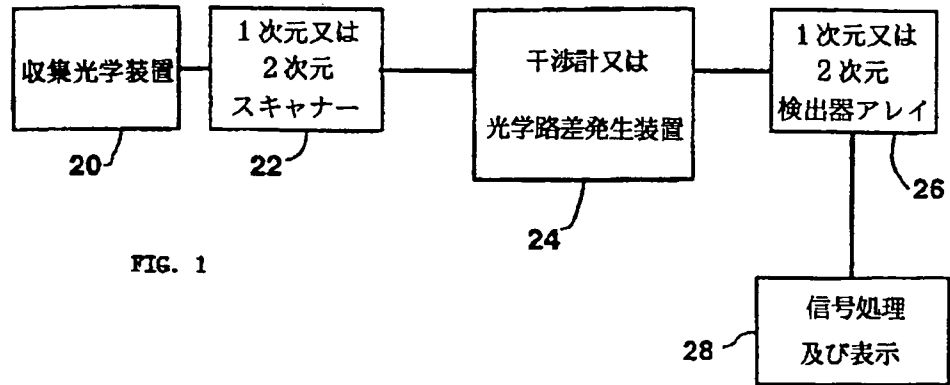 収集光学装置
20
1次元又は
2次元
スキャナー
22
干渉計又は
光学路差発生装置
24
1次元又は
2次元
検出器アレイ
26
信号処理
及び表示
28
FIG. 1